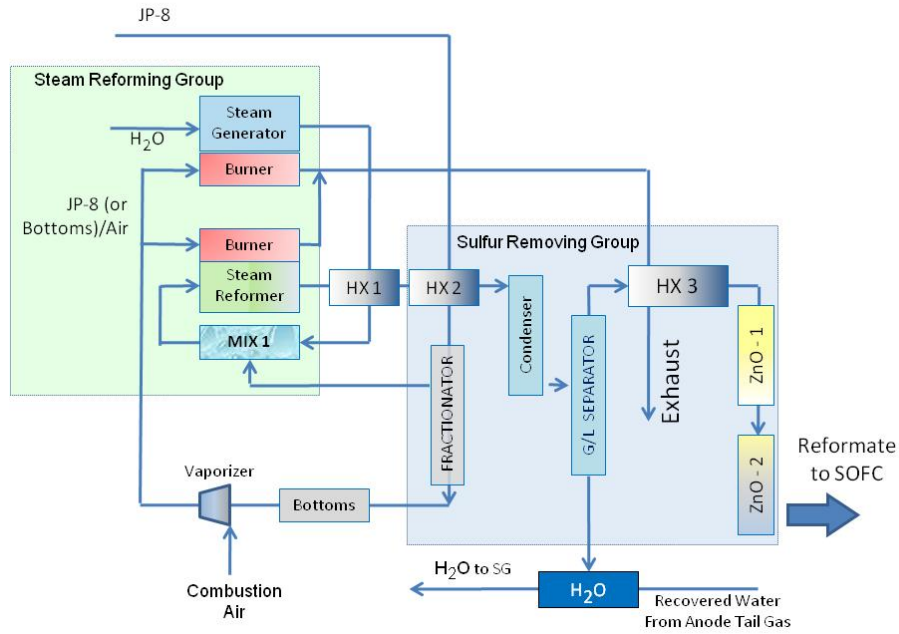 JP-8
Steam Reforming Group
Steam
Generator
H2O
Burner
JP-8 (or
Bottoms)/Air
Burner
Steam
Reformer
MIX 1
HX 1
Sulfur Removing Group
HX 2
Condenser
HX 3
FRACTIONATOR
G/L SEPARATOR
Exhaust
ZnO - 1
ZnO - 2
Reformate
to SOFC
Vaporizer
Bottoms
Combustion
Air
H2O to SG
H2O
Recovered Water
From Anode Tail Gas